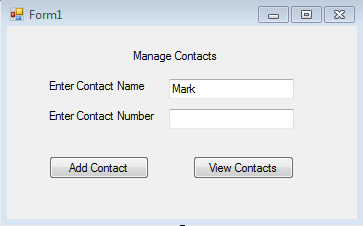 Form1
Manage Contacts
Enter Contact Name Mark
Enter Contact Number
Add Contact View Contacts